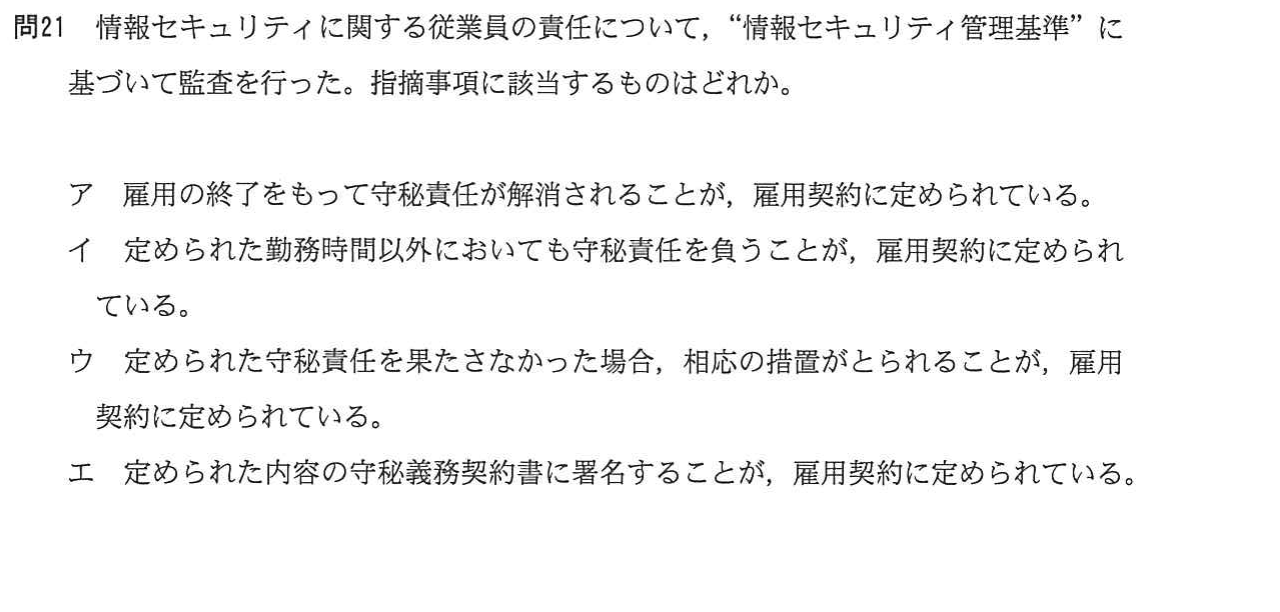 問21　情報セキュリティに関する従業員の責任について，“情報セキュリティ管理基準”に
基づいて監査を行った。指摘事項に該当するものはどれか。
ア　雇用の終了をもって守秘責任が解消されることが，雇用契約に定められている。
イ　定められた勤務時間以外においても守秘責任を負うことが，雇用契約に定められ
ている。
ウ　定められた守秘責任を果たさなかった場合，相応の措置がとられることが，雇用
契約に定められている。
エ　定められた内容の守秘義務契約書に署名することが，雇用契約に定められている。